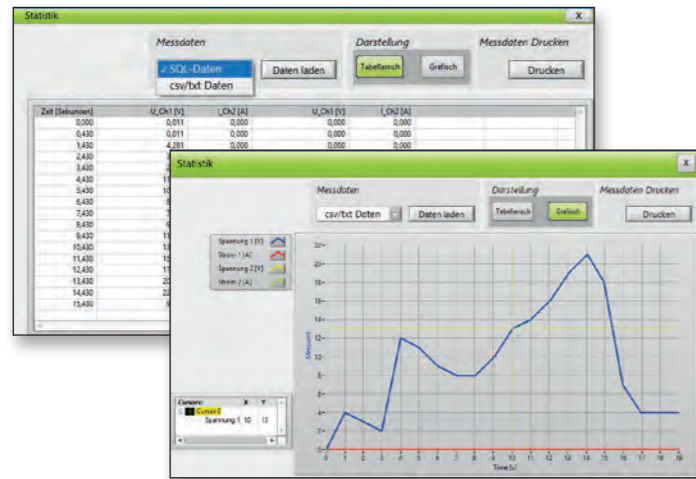 Statistik X
Messdaten Darstellung Messdaten Drucken
✓ SQL-Daten
csv/txt Daten
Daten laden Tabellarisch Grafisch Drucken
Zeit [Sekunden] U_Ch1 [V] I_Ch1 [A] U_Ch2 [V] I_Ch2 [A]
0,000 0,011 0,000 0,000 0,000
0,430 0,011 0,000 0,000 0,000
1,430 4,281 0,000 0,000 0,000
2,430
3,430
4,430
5,430
6,430
7,430
8,430
9,430
10,430
11,430
12,430
13,430
14,430
15,430
Statistik X
Messdaten Darstellung Messdaten Drucken
csv/txt Daten Daten laden Tabellarisch Grafisch Drucken
Spannung 1 [V]
Strom 1 [A]
Spannung 2 [V]
Strom 2 [A]
22-
20-
18-
16-
14-
12-
10-
8-
6-
4-
2-
0-
Messwert
0 1 2 3 4 5 6 7 8 9 10 11 12 13 14 15 16 17 18 19
Time [s]
Cursors: X Y
Cursor 0
Spannung 1 10 13